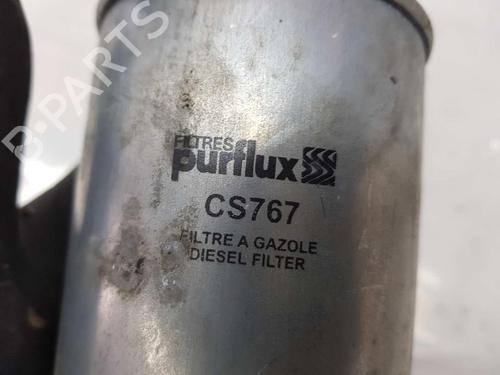 FILTRES
purflux
CS767
FILTRE A GAZOLE
DIESEL FILTER
B-PARTS